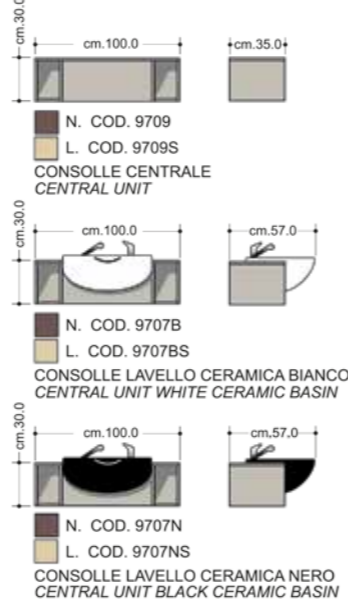 cm.30.0
cm.100.0
cm.35.0
N. COD. 9709
L. COD. 9709S
CONSOLLE CENTRALE
CENTRAL UNIT
cm.30.0
cm.100.0
cm.57.0
N. COD. 9707B
L. COD. 9707BS
CONSOLLE LAVELLO CERAMICA BIANCO
CENTRAL UNIT WHITE CERAMIC BASIN
cm.30.0
cm.100.0
cm,57.0
N. COD. 9707N
L. COD. 9707NS
CONSOLLE LAVELLO CERAMICA NERO
CENTRAL UNIT BLACK CERAMIC BASIN